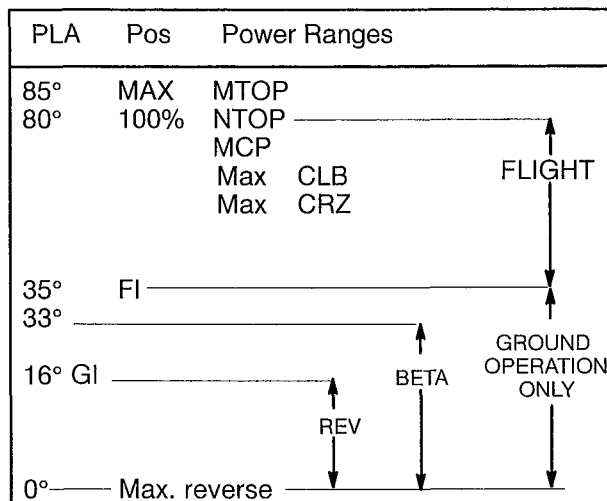 PLA Pos Power Ranges
85° MAX MTOP
80° 100% NTOP
MCP
Max CLB
Max CRZ
FLIGHT
35° FI
33°
GROUND
OPERATION
ONLY
16° GI
BETA
REV
0° Max. reverse